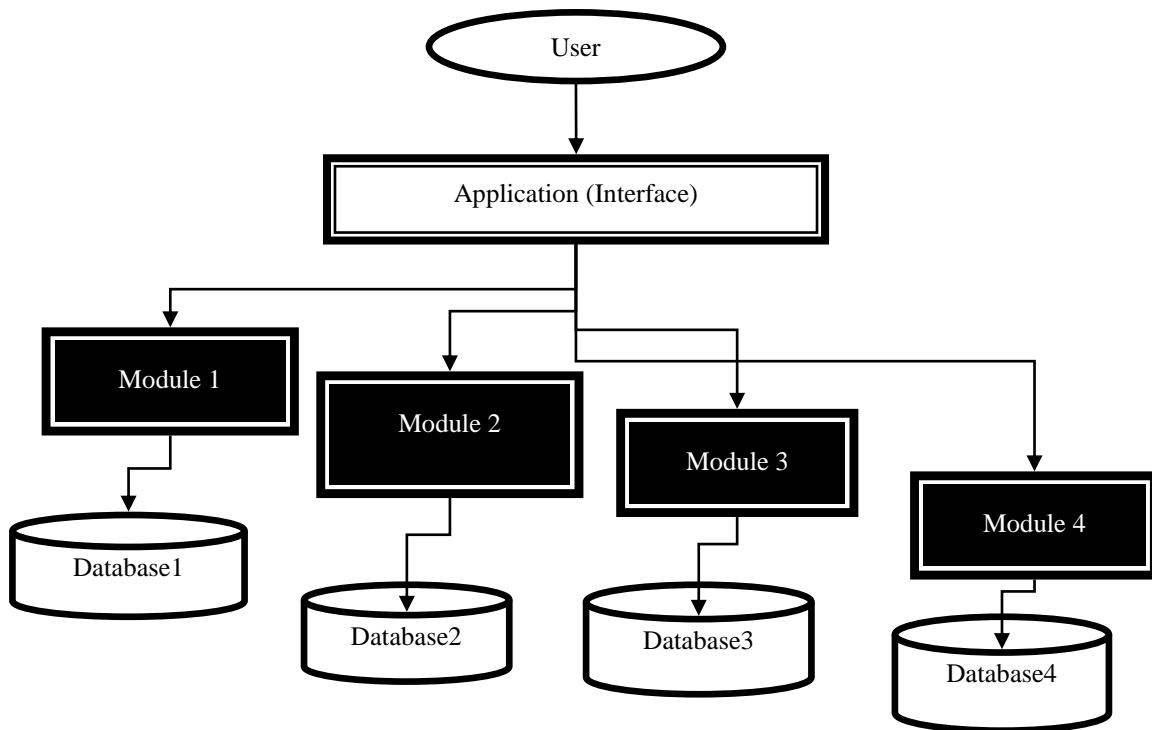 User
Application (Interface)
Module 1
Module 2
Module 3
Module 4
Database1
Database2
Database3
Database4